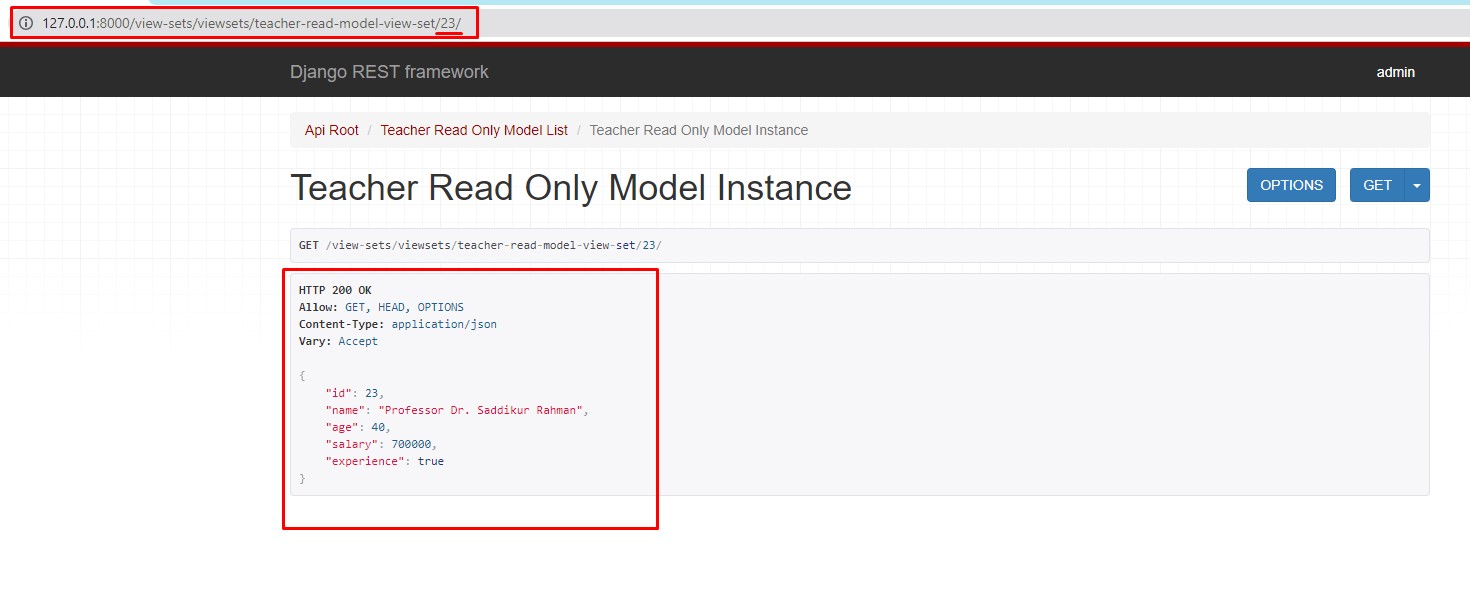 127.0.0.1:8000/view-sets/viewsets/teacher-read-model-view-set/23/
Django REST framework
admin
Api Root / Teacher Read Only Model List / Teacher Read Only Model Instance
Teacher Read Only Model Instance
OPTIONS
GET
GET /view-sets/viewsets/teacher-read-model-view-set/23/
HTTP 200 OK
Allow: GET, HEAD, OPTIONS
Content-Type: application/json
Vary: Accept
{
    "id": 23,
    "name": "Professor Dr. Saddikur Rahman",
    "age": 40,
    "salary": 700000,
    "experience": true
}